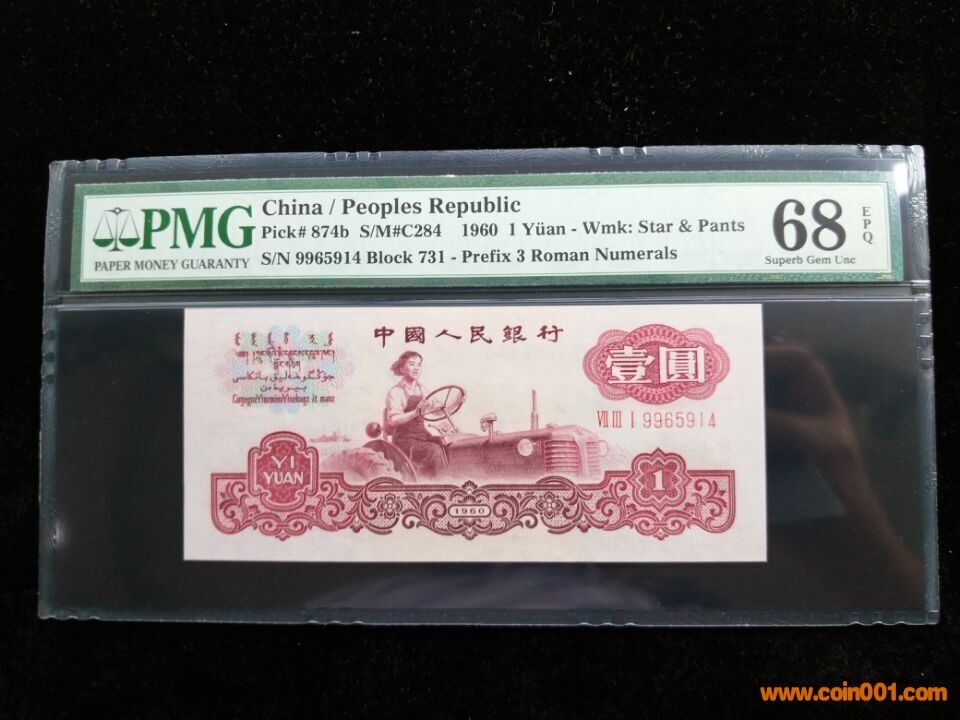 PMG
PAPER MONEY GUARANTY
China / Peoples Republic
Pick# 874b S/M#C284 1960 1 Yüan - Wmk: Star & Pants
S/N 9965914 Block 731 - Prefix 3 Roman Numerals
68
EPQ
Superb Gem Unc
中國人民銀行
壹圓
VII III I 9965914
YI
YUAN
1960
1
www.coin001.com